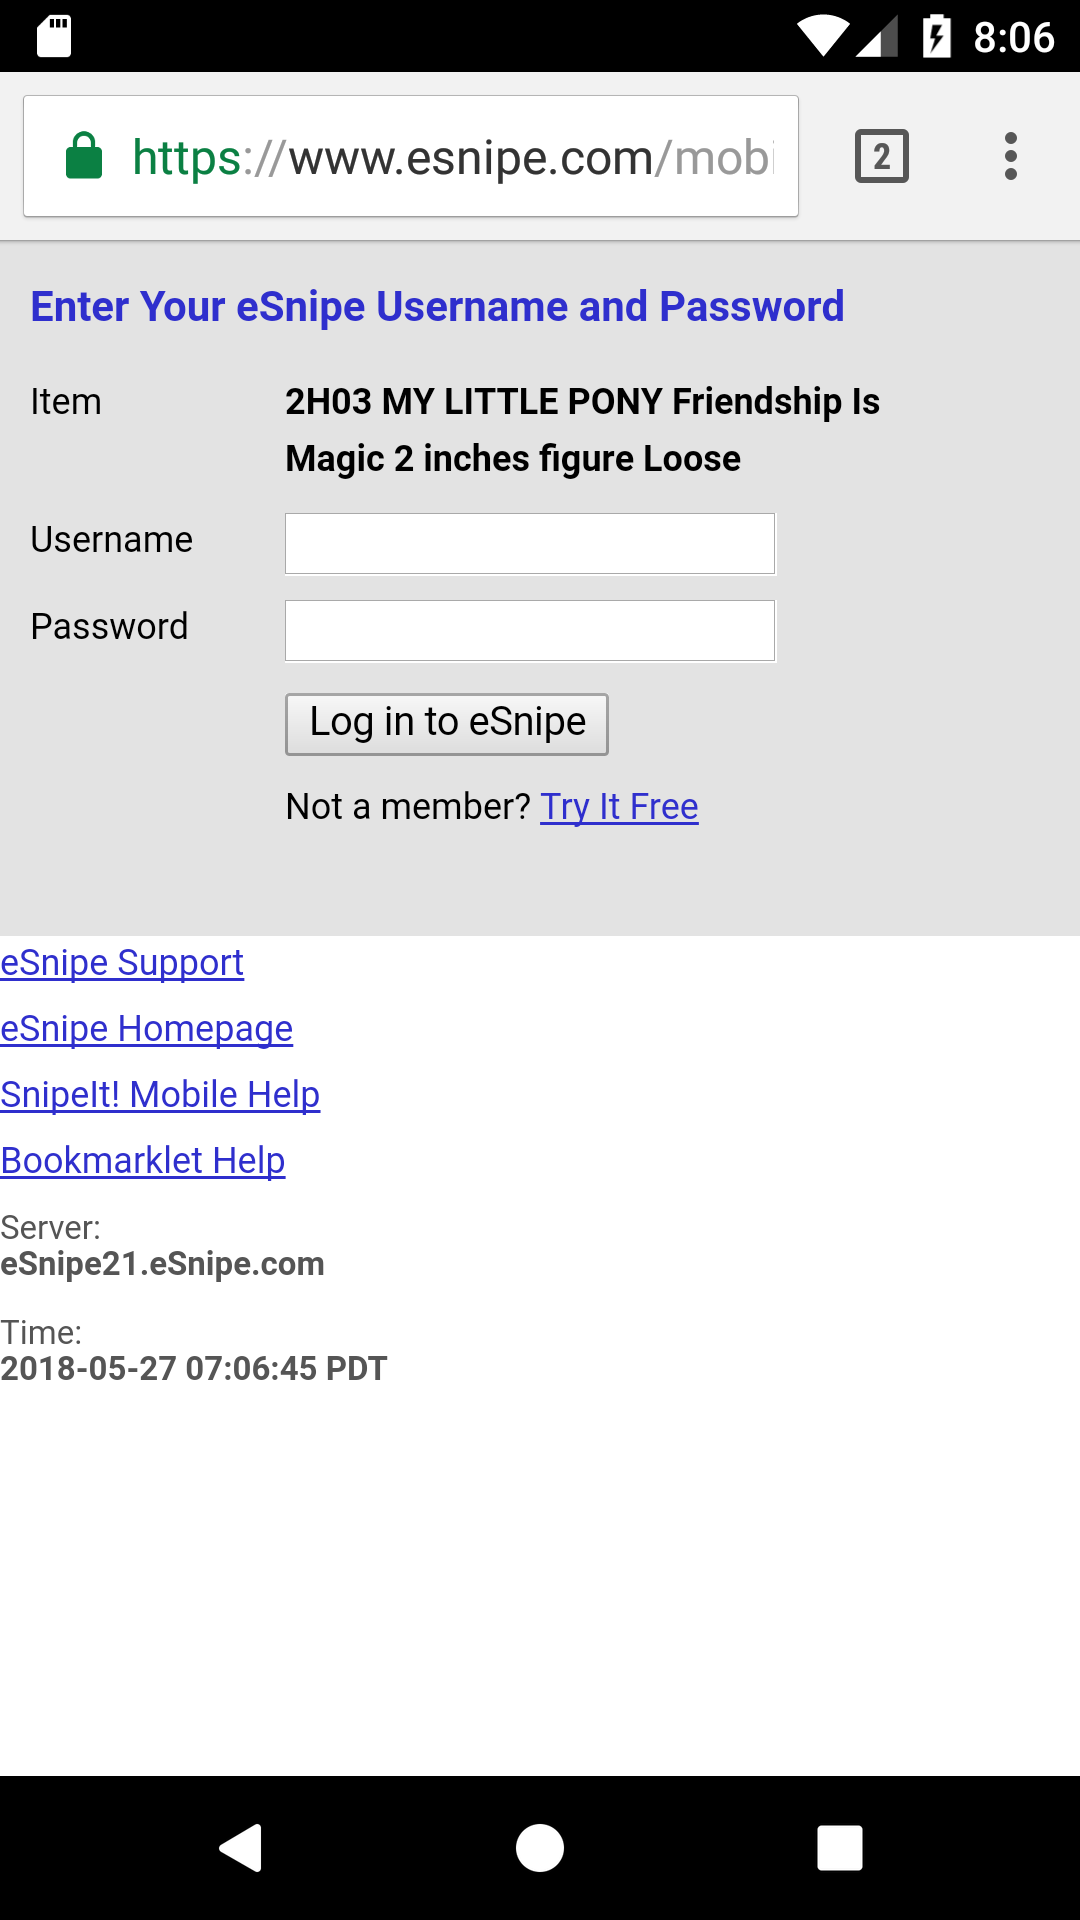 8:06
https://www.esnipe.com/mobi
2
Enter Your eSnipe Username and Password
Item
2H03 MY LITTLE PONY Friendship Is
Magic 2 inches figure Loose
Username
Password
Log in to eSnipe
Not a member? Try It Free
eSnipe Support
eSnipe Homepage
SnipeIt! Mobile Help
Bookmarklet Help
Server:
eSnipe21.eSnipe.com
Time:
2018-05-27 07:06:45 PDT